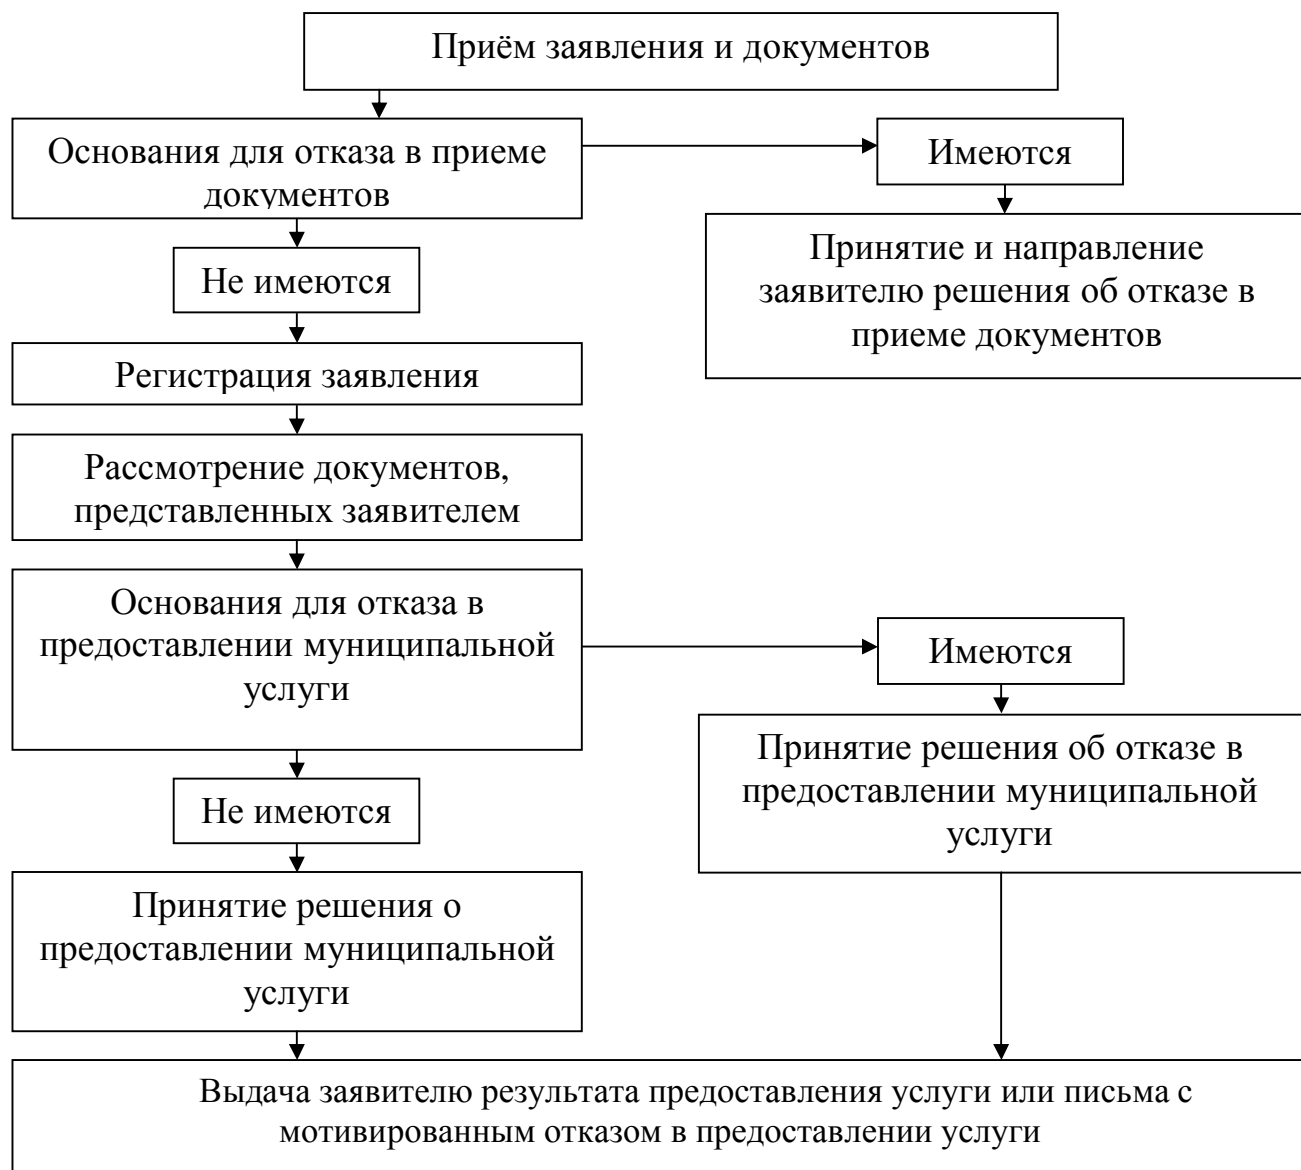 Приём заявления и документов
Основания для отказа в приеме
документов
Имеются
Принятие и направление
заявителю решения об отказе в
приеме документов
Не имеются
Регистрация заявления
Рассмотрение документов,
представленных заявителем
Основания для отказа в
предоставлении муниципальной
услуги
Имеются
Принятие решения об отказе в
предоставлении муниципальной
услуги
Не имеются
Принятие решения о
предоставлении муниципальной
услуги
Выдача заявителю результата предоставления услуги или письма с
мотивированным отказом в предоставлении услуги